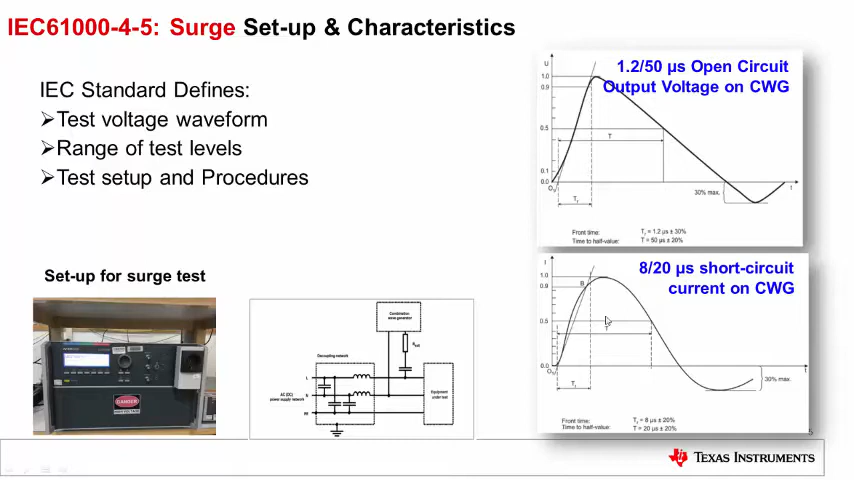 IEC61000-4-5: Surge Set-up & Characteristics
IEC Standard Defines:
➢Test voltage waveform
➢Range of test levels
➢Test setup and Procedures
1.2/50 µs Open Circuit
Output Voltage on CWG
U
1.0
0.9
0.5
T
0.1
0.0
t
30% max.
Front time: T₁ = 1.2 µs ± 30%
Time to half-value: T = 50 µs ± 20%
8/20 µs short-circuit
current on CWG
I
1.0
0.9
B
0.5
T
0.0
t
30% max.
Front time: T₁ = 8 µs ± 20%
Time to half-value: T = 20 µs ± 20%
Set-up for surge test
DANGER
Combination
wave generator
Decoupling network
L
N
AC (DC)
power supply network
PE
Equipment
under test
5
TEXAS INSTRUMENTS